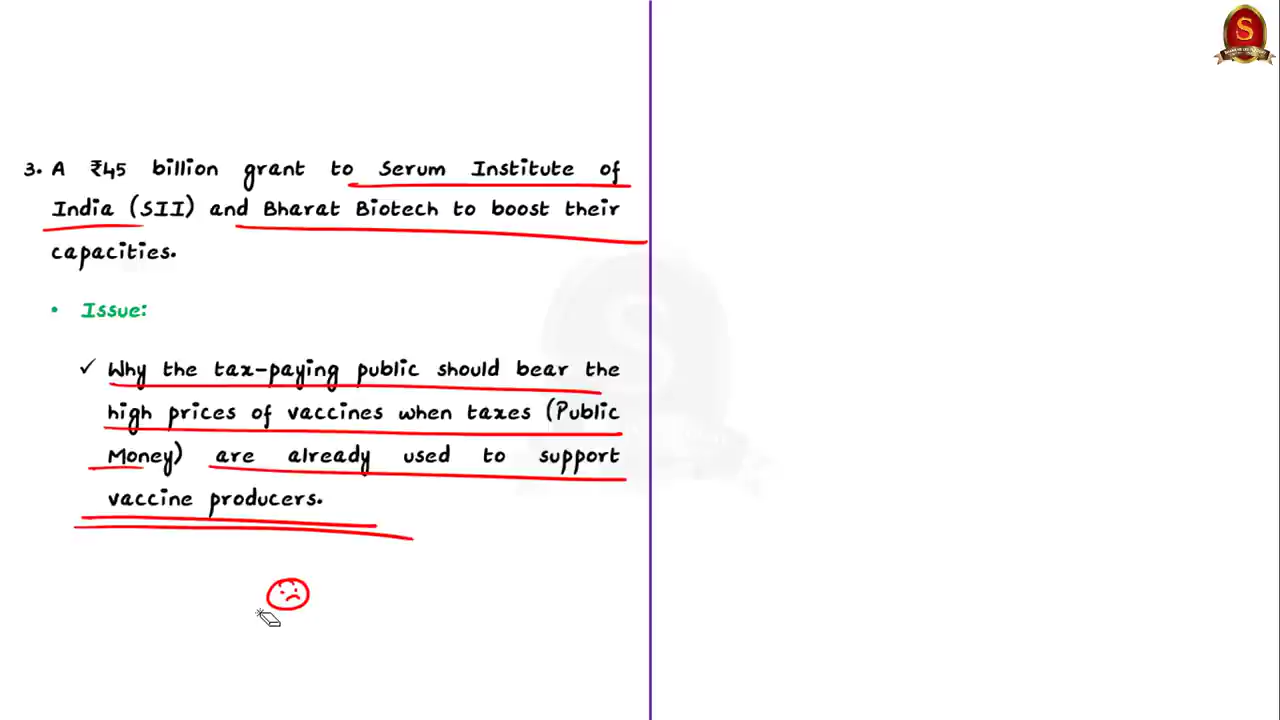 3. A ₹45 billion grant to Serum Institute of
India (SII) and Bharat Biotech to boost their
capacities.
• Issue:
✓ Why the tax-paying public should bear the
high prices of vaccines when taxes (Public
Money) are already used to support
vaccine producers.
S